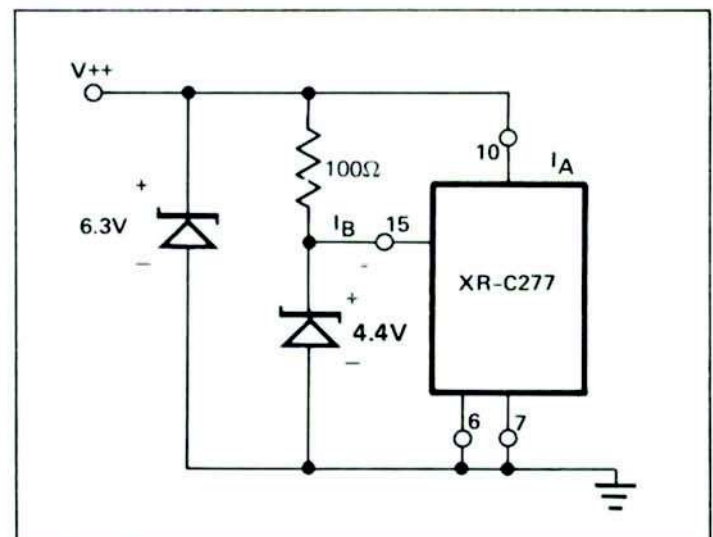 V++
10
I_A
100Ω
+
6.3V
–
I_B
15
-
XR-C277
+
4.4V
–
6
7